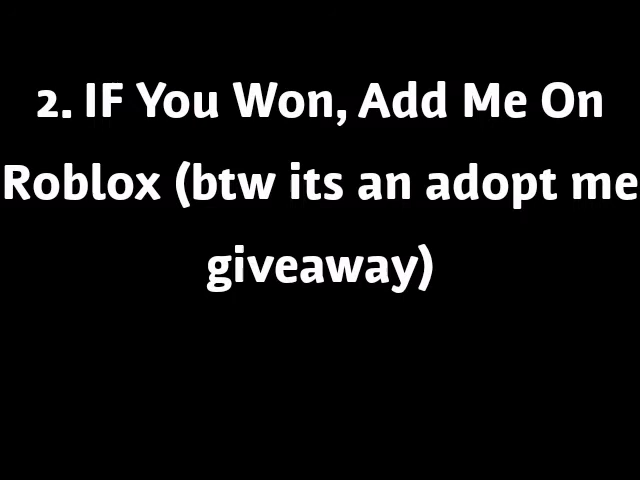 2. IF You Won, Add Me On
Roblox (btw its an adopt me
giveaway)